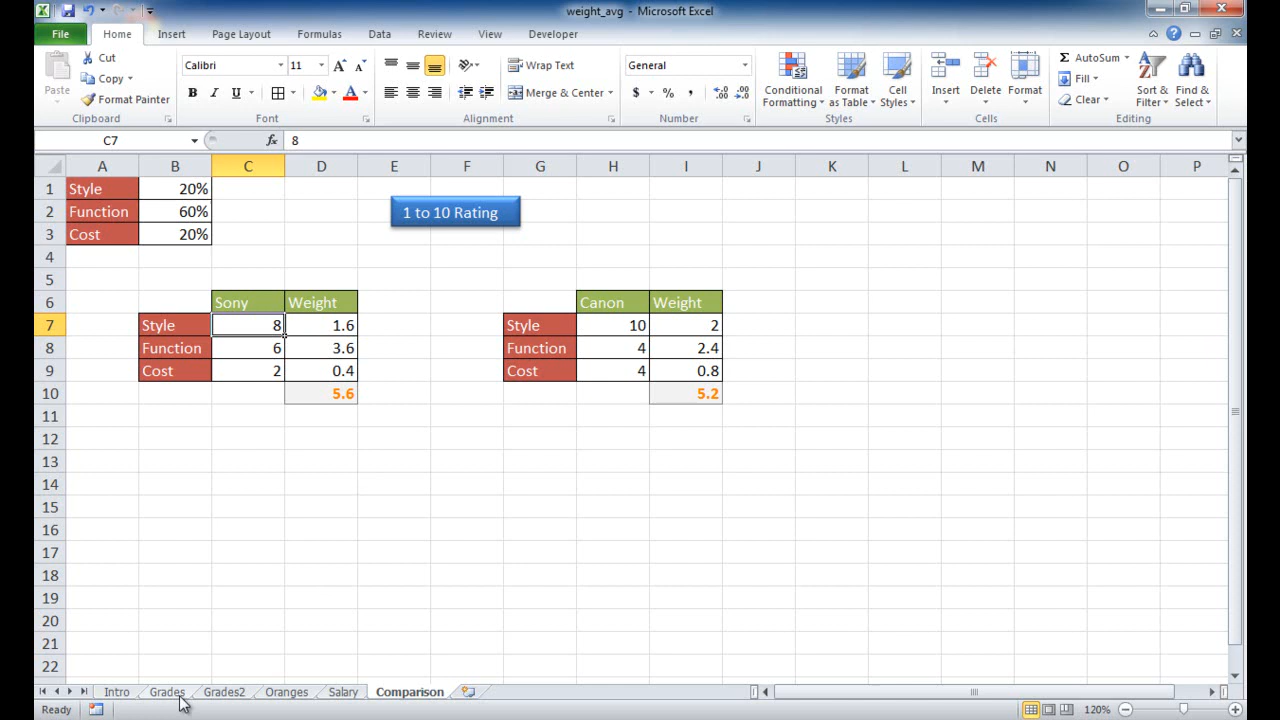 weight_avg - Microsoft Excel
File Home Insert Page Layout Formulas Data Review View Developer
Paste
Cut
Copy
Format Painter
Clipboard
Calibri 11
B I U
Font
Wrap Text
Merge & Center
Alignment
General
$ % ,
Number
Conditional Formatting
Format as Table
Cell Styles
Styles
Insert Delete Format
Cells
AutoSum
Fill
Clear
Sort & Filter
Find & Select
Editing
C7 fx 8
A B C D E F G H I J K L M N O P
1 Style 20%
2 Function 60% 1 to 10 Rating
3 Cost 20%
4
5
6 Sony Weight Canon Weight
7 Style 8 1.6 Style 10 2
8 Function 6 3.6 Function 4 2.4
9 Cost 2 0.4 Cost 4 0.8
10 5.6 5.2
11
12
13
14
15
16
17
18
19
20
21
22
Intro Grades Grades2 Oranges Salary Comparison
Ready 120%